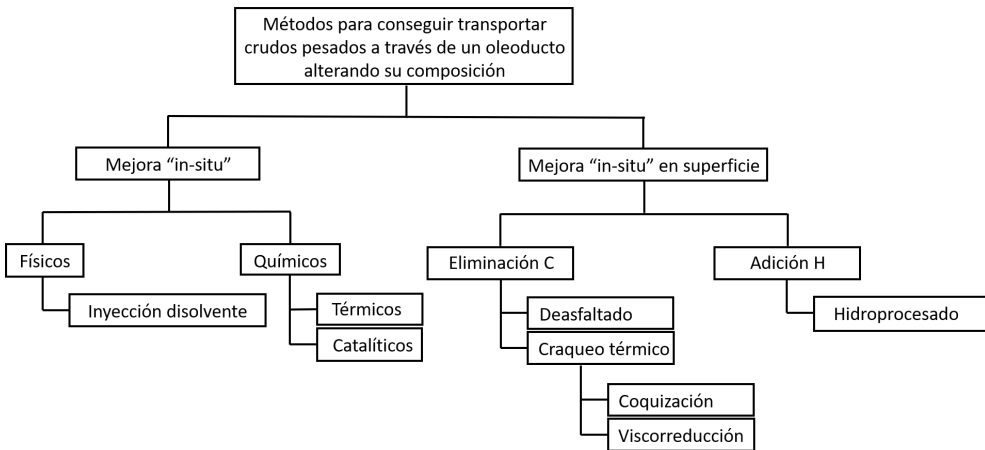 Métodos para conseguir transportar
crudos pesados a través de un oleoducto
alterando su composición
Mejora “in-situ”
Mejora “in-situ” en superficie
Físicos
Químicos
Eliminación C
Adición H
Inyección disolvente
Térmicos
Catalíticos
Deasfaltado
Craqueo térmico
Hidroprocesado
Coquización
Viscorreducción